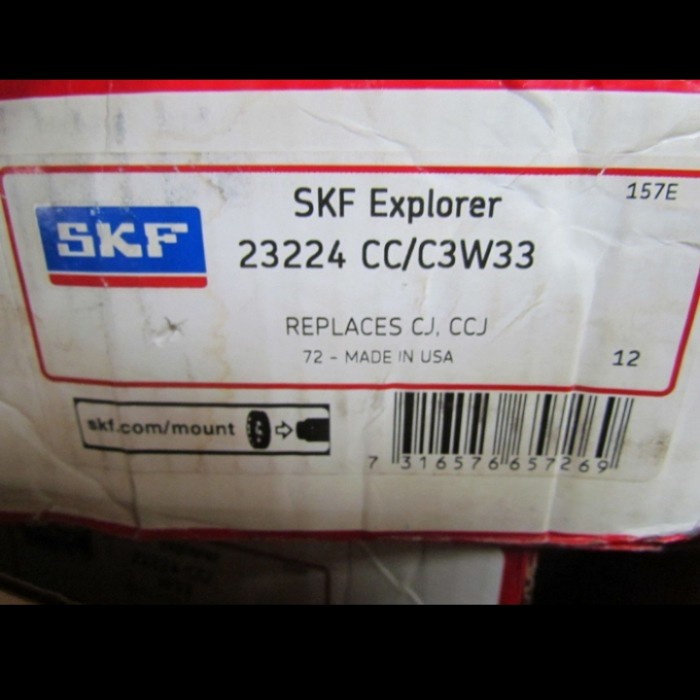 SKF Explorer
157E
SKF
23224 CC/C3W33
REPLACES CJ, CCJ
72 - MADE IN USA
12
skf.com/mount
7 316576 657269